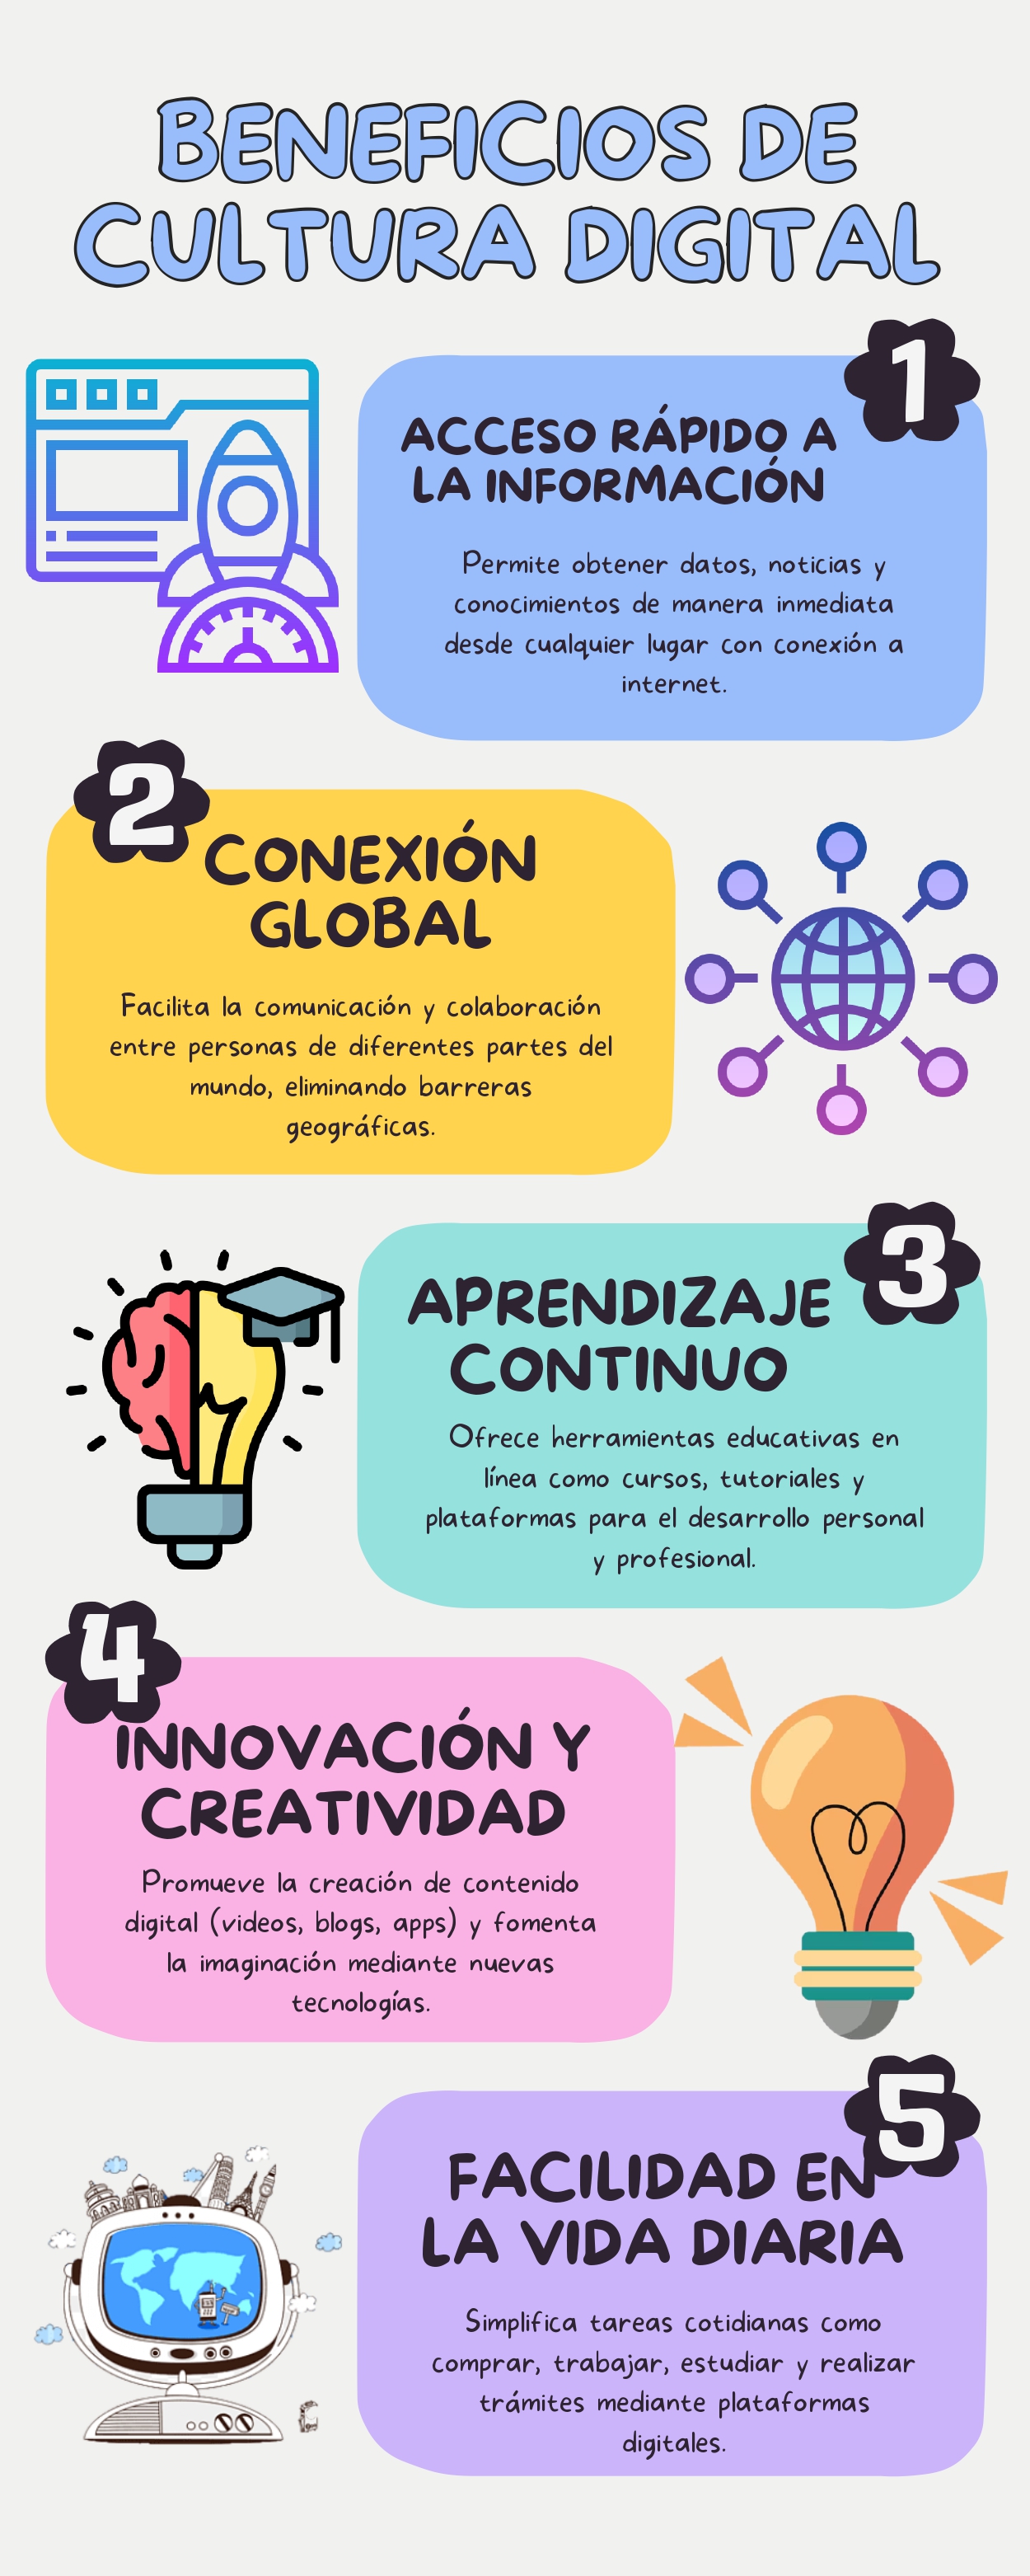 BENEFICIOS DE
CULTURA DIGITAL
1
ACCESO RÁPIDO A
LA INFORMACIÓN
Permite obtener datos, noticias y
conocimientos de manera inmediata
desde cualquier lugar con conexión a
internet.
2
CONEXIÓN
GLOBAL
Facilita la comunicación y colaboración
entre personas de diferentes partes del
mundo, eliminando barreras
geográficas.
3
APRENDIZAJE
CONTINUO
Ofrece herramientas educativas en
línea como cursos, tutoriales y
plataformas para el desarrollo personal
y profesional.
4
INNOVACIÓN Y
CREATIVIDAD
Promueve la creación de contenido
digital (videos, blogs, apps) y fomenta
la imaginación mediante nuevas
tecnologías.
5
FACILIDAD EN
LA VIDA DIARIA
Simplifica tareas cotidianas como
comprar, trabajar, estudiar y realizar
trámites mediante plataformas
digitales.